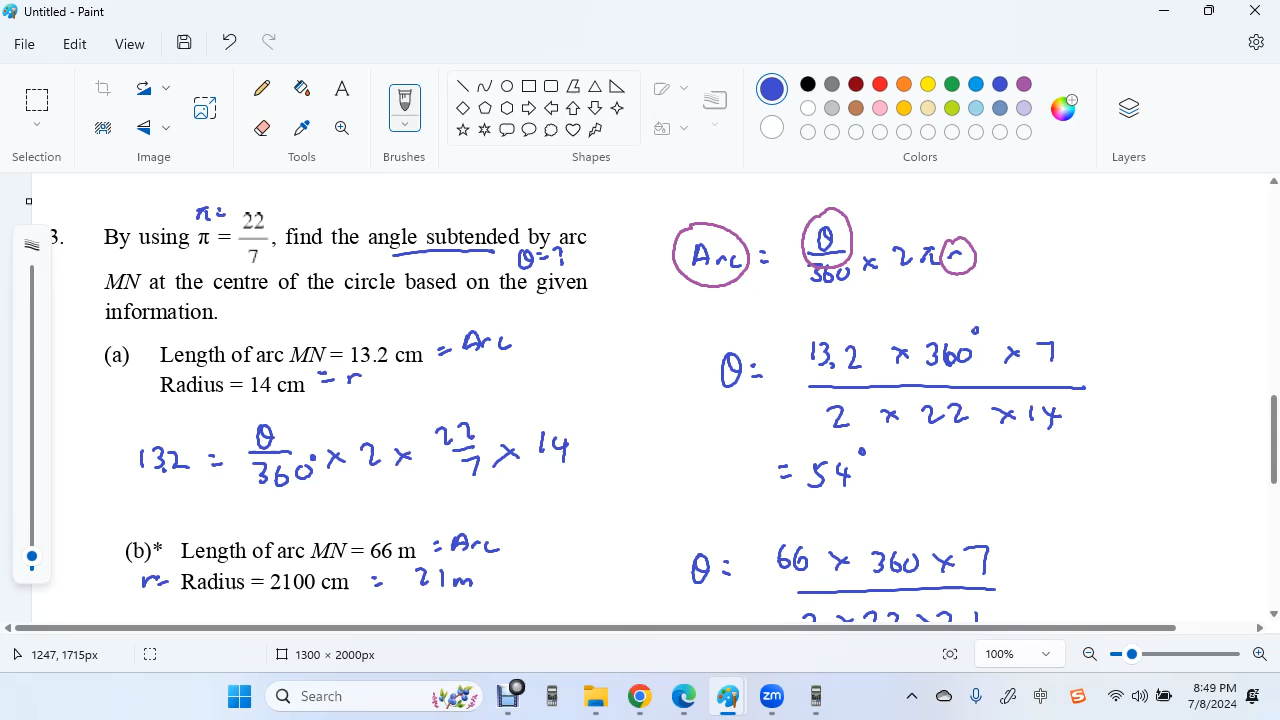 Untitled - Paint
File Edit View
Selection Image Tools Brushes Shapes Colors Layers
π =
3. By using π = 22/7, find the angle subtended by arc
θ = ?
MN at the centre of the circle based on the given
information.
(a) Length of arc MN = 13.2 cm = Arc
Radius = 14 cm = r
13.2 = θ/360° × 2 × 22/7 × 14
(b)* Length of arc MN = 66 m = Arc
r = Radius = 2100 cm = 21m
Arc = θ/360 × 2πr
θ = 13.2 × 360° × 7
2 × 22 × 14
= 54°
θ = 66 × 360 × 7
2 × 22 × 21
1247, 1715px
1300 × 2000px
100%
Search
zm
中
8:49 PM
7/8/2024